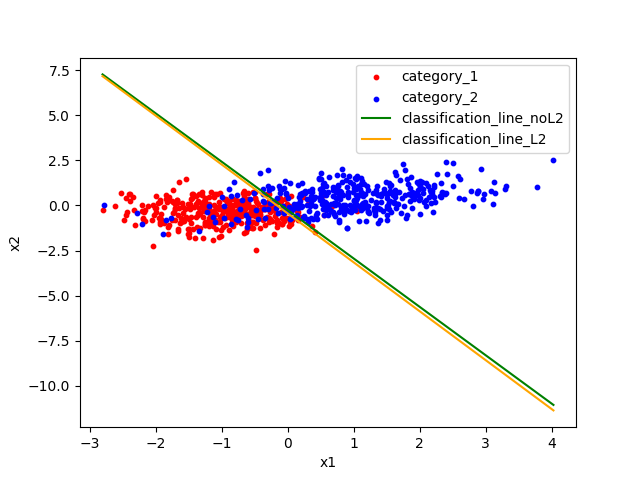 category_1
category_2
classification_line_noL2
classification_line_L2
7.5
5.0
2.5
0.0
−2.5
−5.0
−7.5
−10.0
x2
−3 −2 −1 0 1 2 3 4
x1